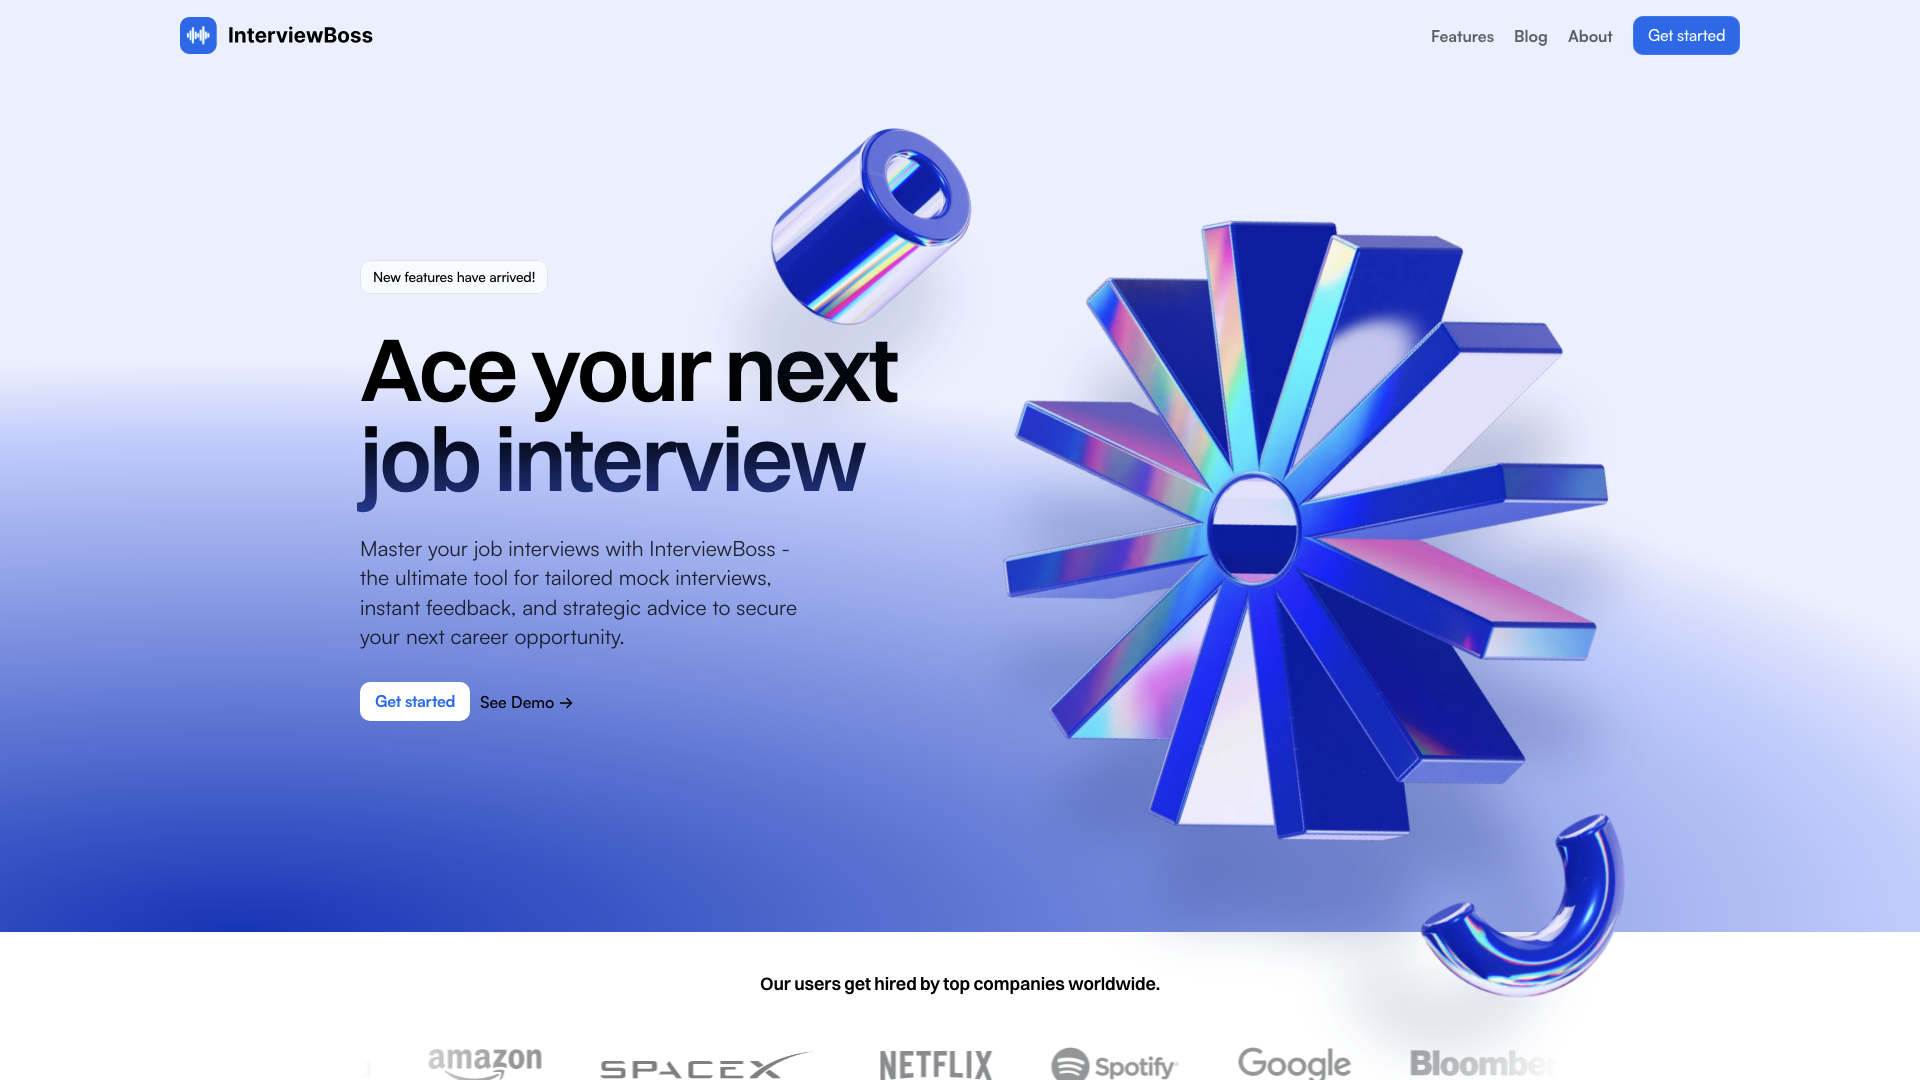 InterviewBoss
Features
Blog
About
Get started
New features have arrived!
Ace your next
job interview
Master your job interviews with InterviewBoss -
the ultimate tool for tailored mock interviews,
instant feedback, and strategic advice to secure
your next career opportunity.
Get started
See Demo →
Our users get hired by top companies worldwide.
amazon
SPACEX
NETFLIX
Spotify
Google
Bloomber